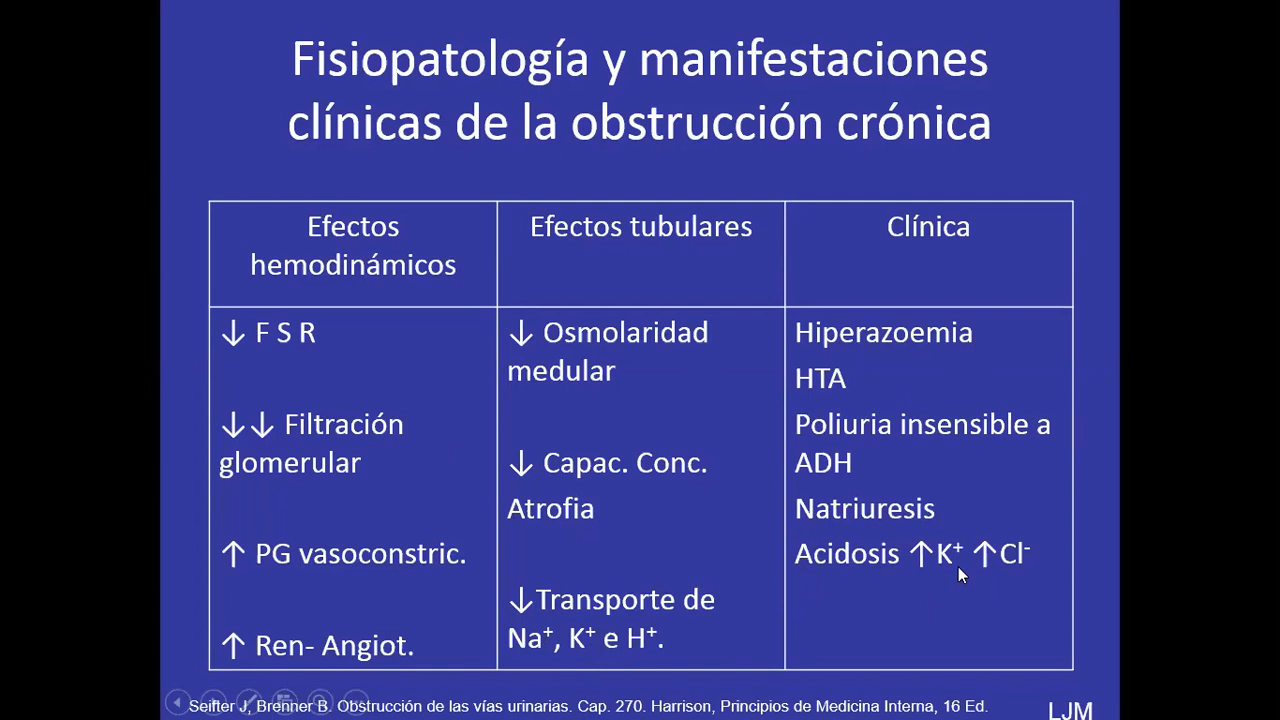 Fisiopatología y manifestaciones
clínicas de la obstrucción crónica
Efectos
hemodinámicos
↓ F S R
↓↓ Filtración
glomerular
↑ PG vasoconstric.
↑ Ren- Angiot.
Efectos tubulares
↓ Osmolaridad
medular
↓ Capac. Conc.
Atrofia
↓Transporte de
Na⁺, K⁺ e H⁺.
Clínica
Hiperazoemia
HTA
Poliuria insensible a
ADH
Natriuresis
Acidosis ↑K⁺ ↑Cl⁻
Seifter J, Brenner B. Obstrucción de las vías urinarias. Cap. 270. Harrison, Principios de Medicina Interna, 16 Ed.
LJM